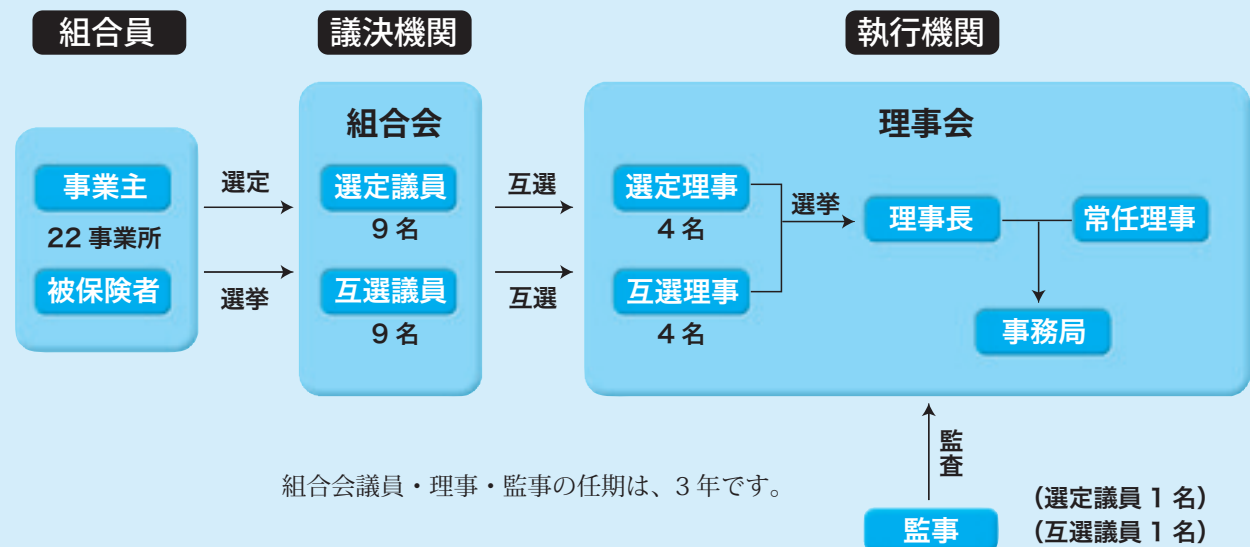 組合員
議決機関
執行機関
組合会
理事会
事業主
22 事業所
被保険者
選定
選挙
選定議員
9 名
互選議員
9 名
互選
互選
選定理事
4 名
互選理事
4 名
選挙
理事長
常任理事
事務局
監査
組合会議員・理事・監事の任期は、3 年です。
監事
(選定議員 1 名)
(互選議員 1 名)